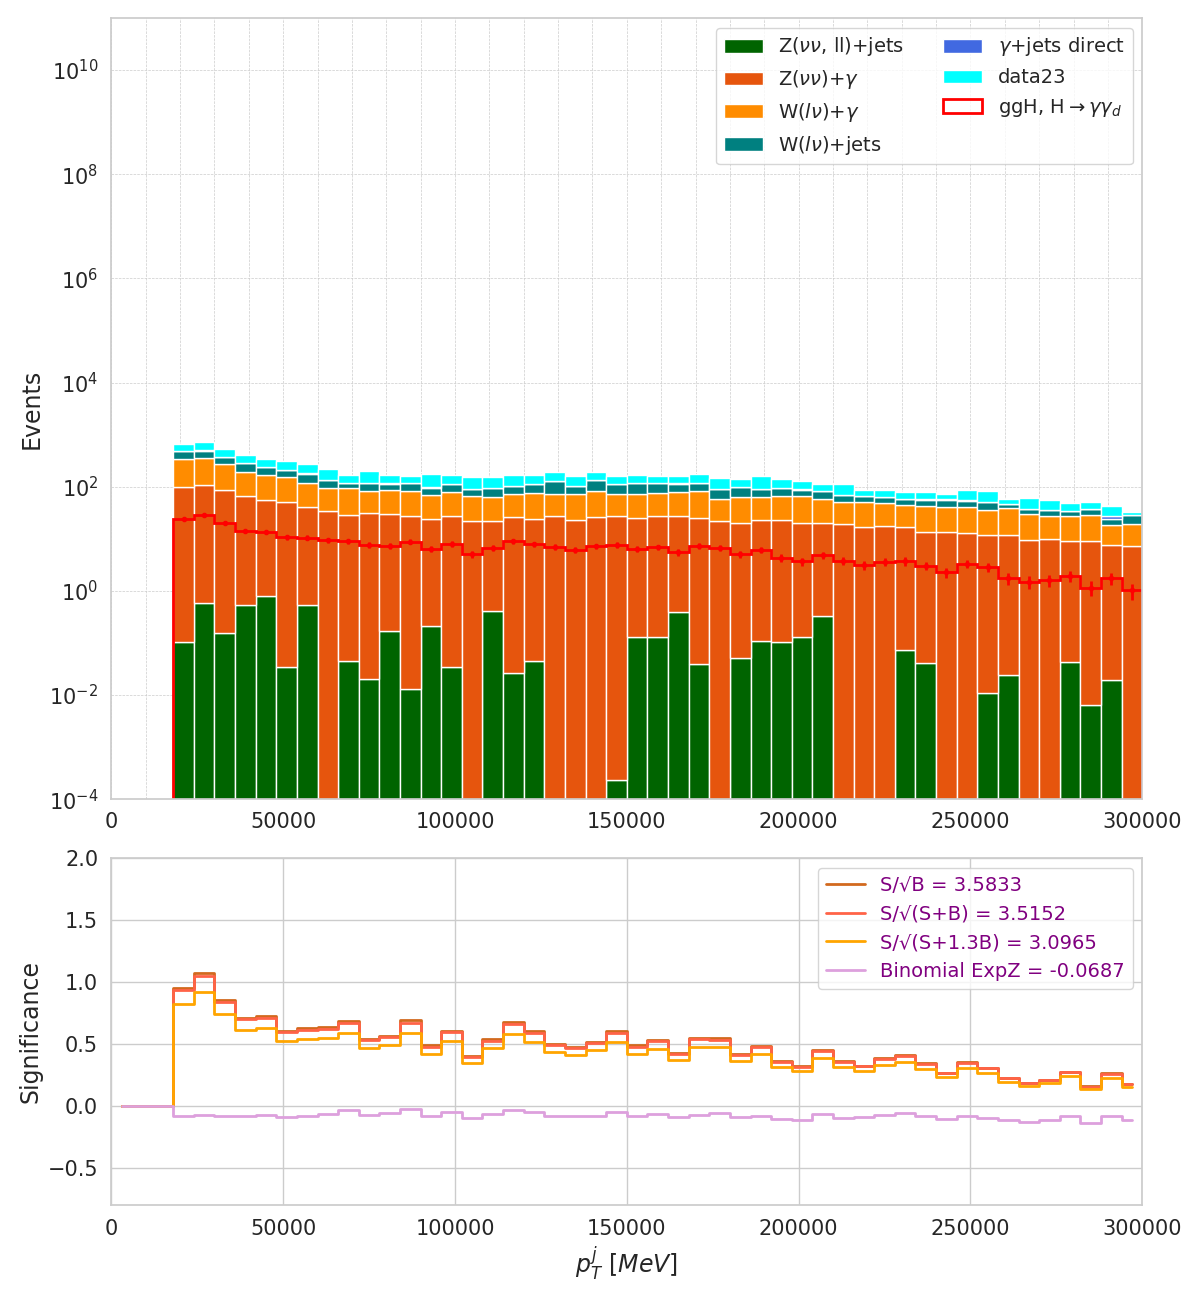 Z(νν, ll)+jets
Z(νν)+γ
W(lν)+γ
W(lν)+jets
γ+jets direct
data23
ggH, H→γγ_d
10^10
10^8
10^6
10^4
10^2
10^0
10^−2
10^−4
Events
0 50000 100000 150000 200000 250000 300000
S/√B = 3.5833
S/√(S+B) = 3.5152
S/√(S+1.3B) = 3.0965
Binomial ExpZ = -0.0687
2.0
1.5
1.0
0.5
0.0
−0.5
Significance
0 50000 100000 150000 200000 250000 300000
p_T^j [MeV]